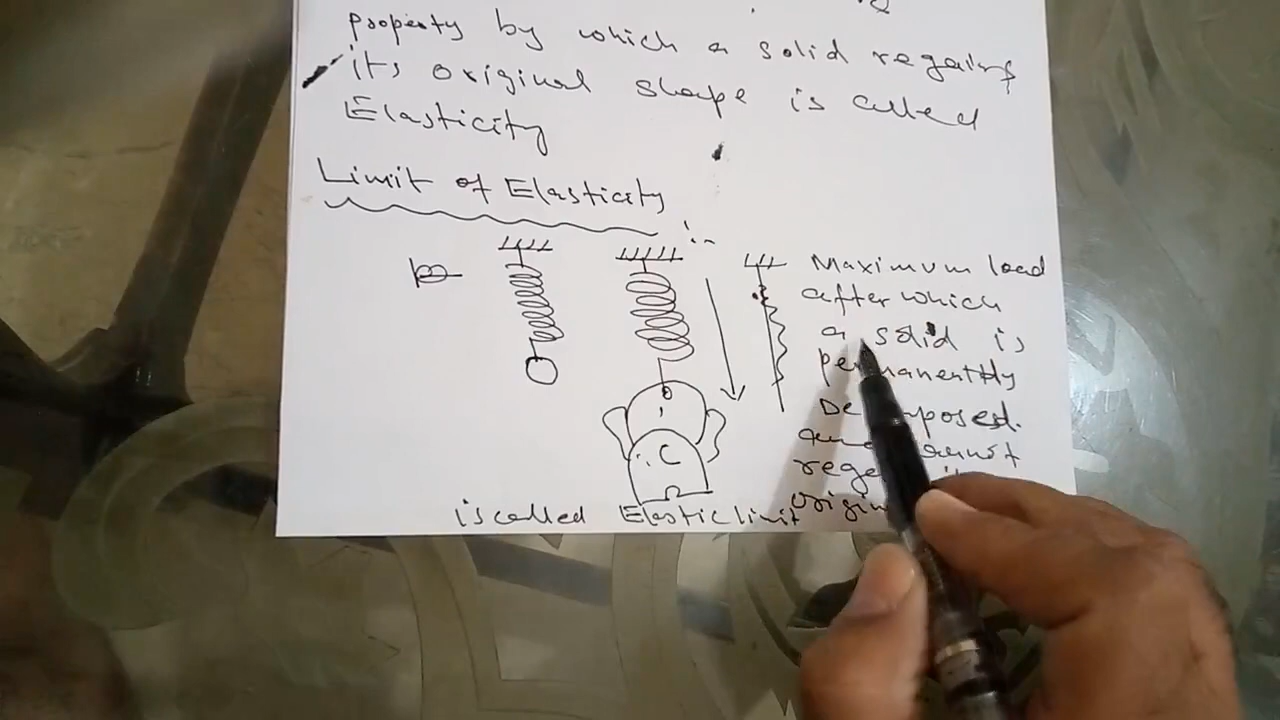 property by which a solid regains
its original shape is called
Elasticity
Limit of Elasticity
Maximum load
after which
a solid is
permanently
is called Elastic limit